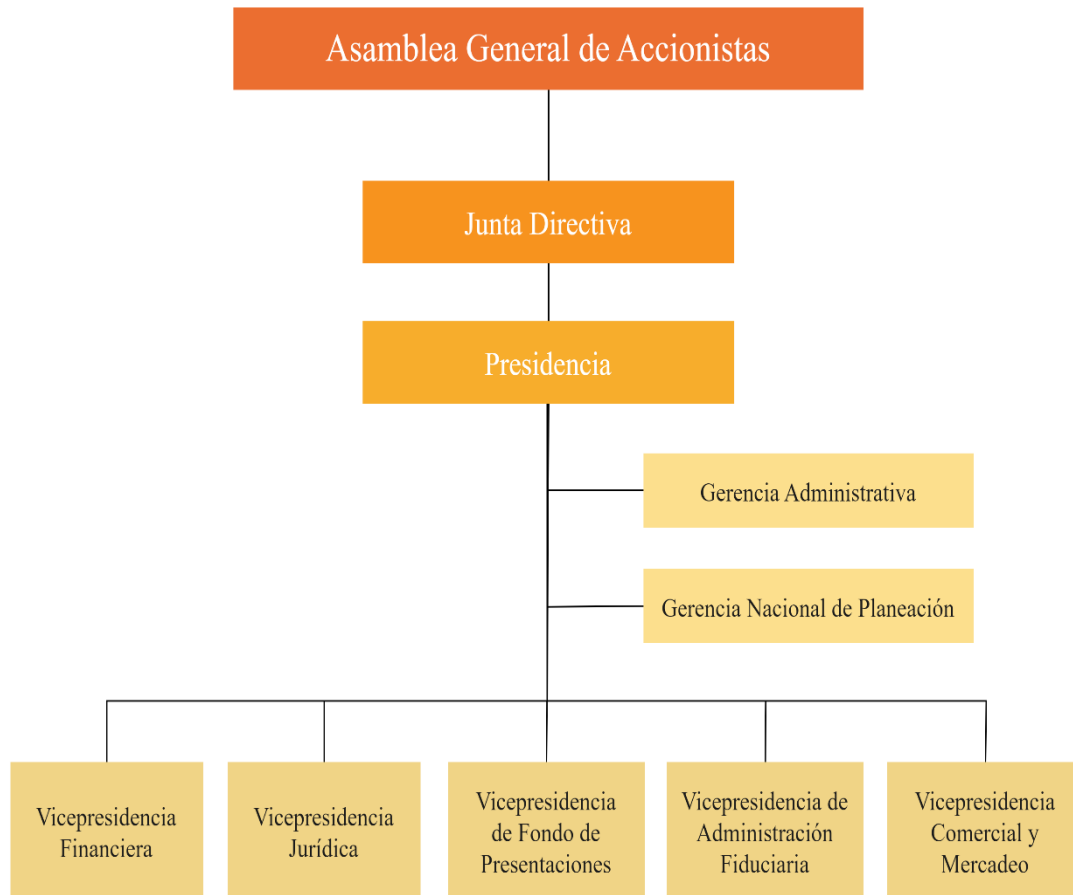 Asamblea General de Accionistas
Junta Directiva
Presidencia
Gerencia Administrativa
Gerencia Nacional de Planeación
Vicepresidencia
Financiera
Vicepresidencia
Jurídica
Vicepresidencia
de Fondo de
Presentaciones
Vicepresidencia de
Administración
Fiduciaria
Vicepresidencia
Comercial y
Mercadeo